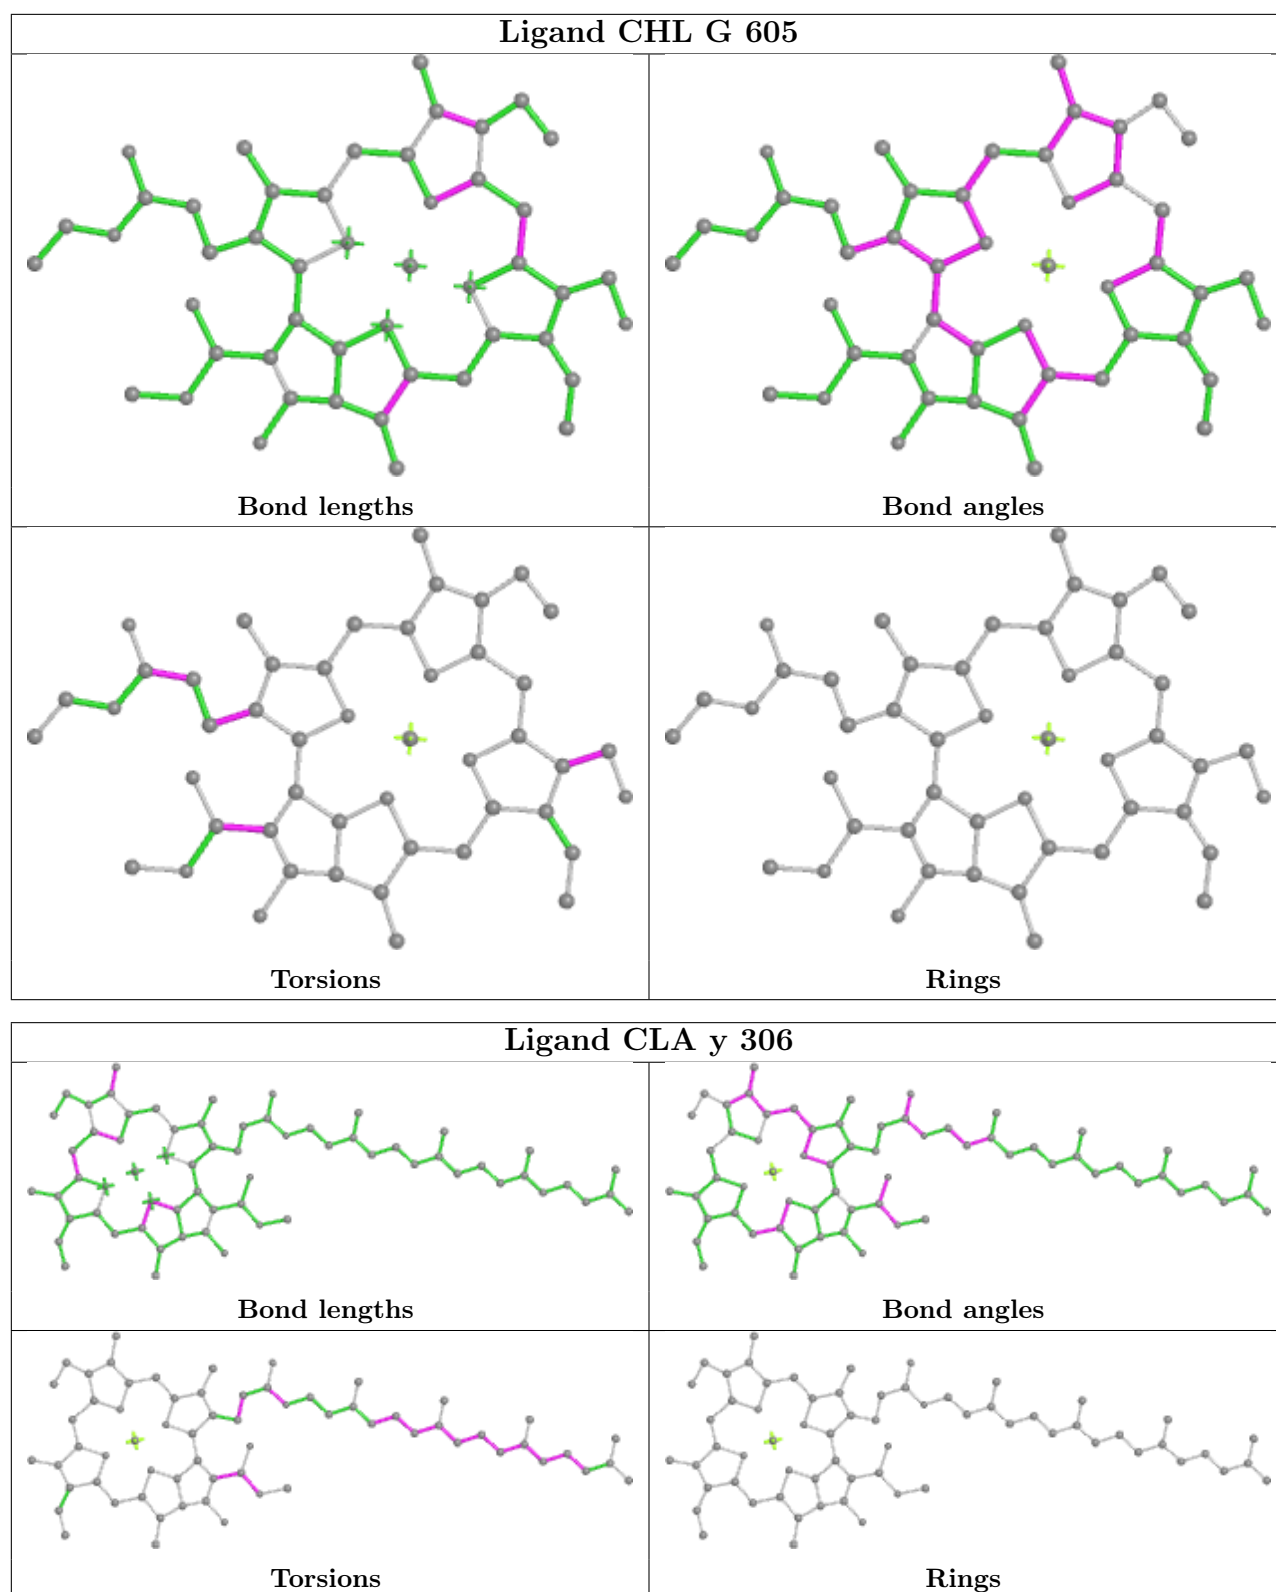 Ligand CHL G 605
Bond lengths
Bond angles
Torsions
Rings
Ligand CLA y 306
Bond lengths
Bond angles
Torsions
Rings